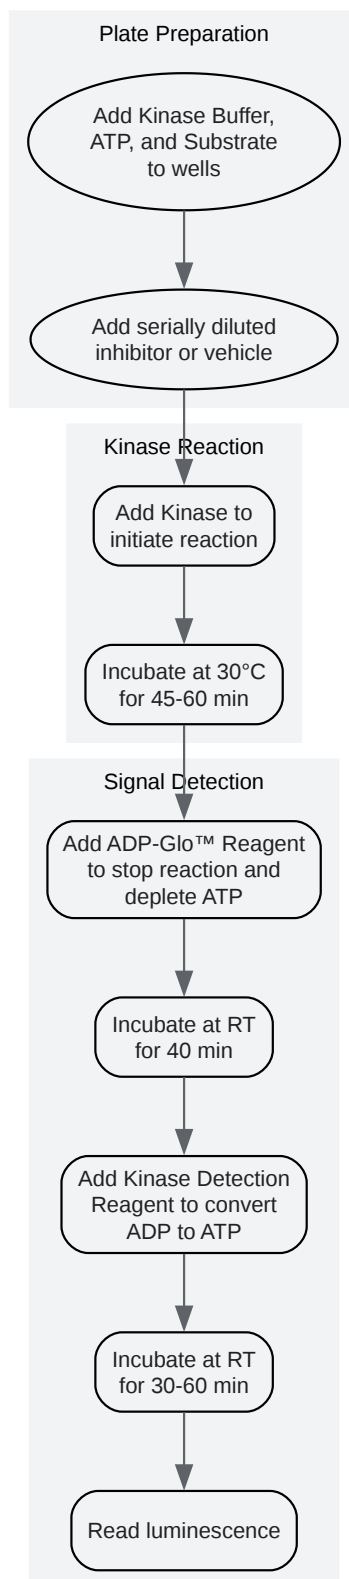 Plate Preparation
Add Kinase Buffer,
ATP, and Substrate
to wells
Add serially diluted
inhibitor or vehicle
Kinase Reaction
Add Kinase to
initiate reaction
Incubate at 30°C
for 45-60 min
Signal Detection
Add ADP-Glo™ Reagent
to stop reaction and
deplete ATP
Incubate at RT
for 40 min
Add Kinase Detection
Reagent to convert
ADP to ATP
Incubate at RT
for 30-60 min
Read luminescence